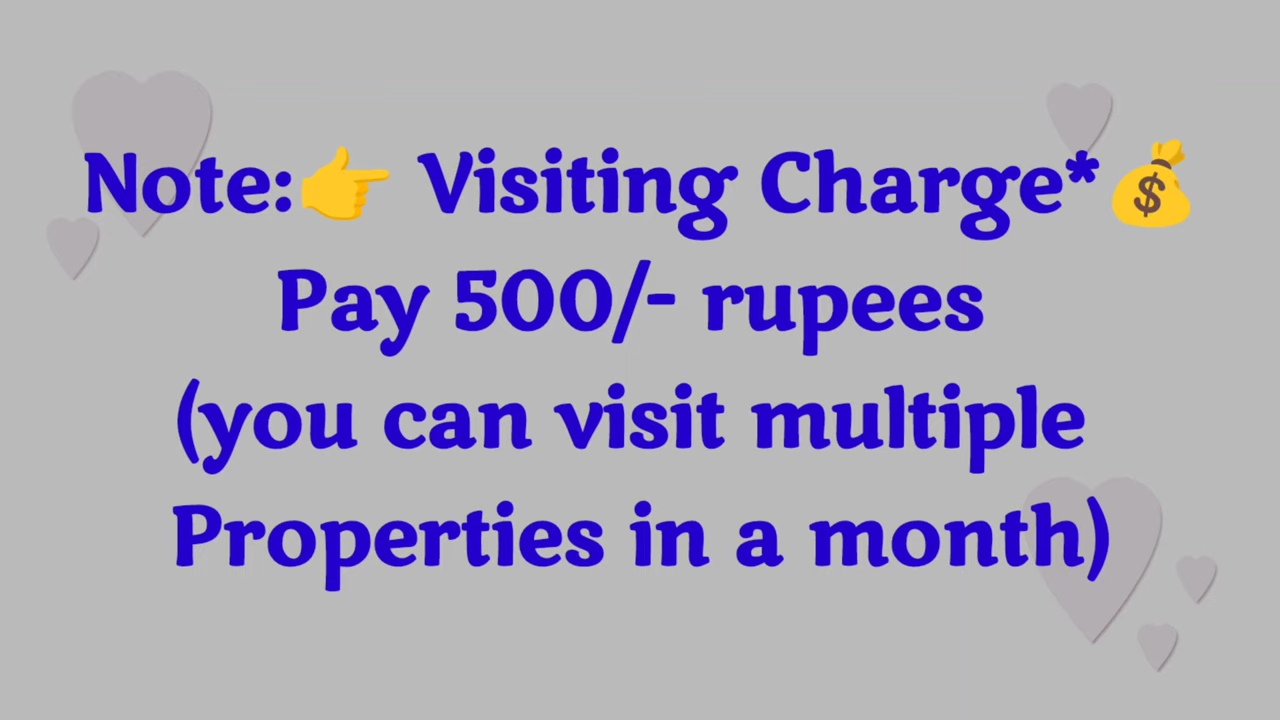 Note:👉 Visiting Charge*💰
Pay 500/- rupees
(you can visit multiple
Properties in a month)